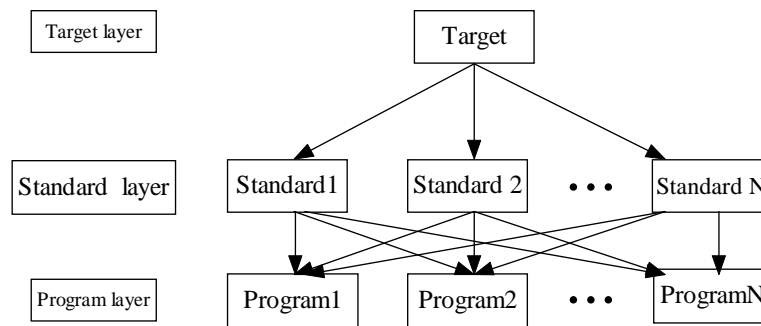 Target layer
Target
Standard layer
Standard1
Standard 2
•••
Standard N
Program layer
Program1
Program2
•••
ProgramN